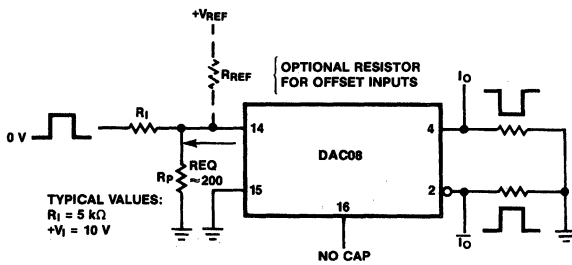 +VREF
RREF
OPTIONAL RESISTOR
FOR OFFSET INPUTS
0 V
RI
14
4
IO
DAC08
RP
REQ
≈200
15
2
16
IO
TYPICAL VALUES:
RI = 5 kΩ
+VI = 10 V
NO CAP